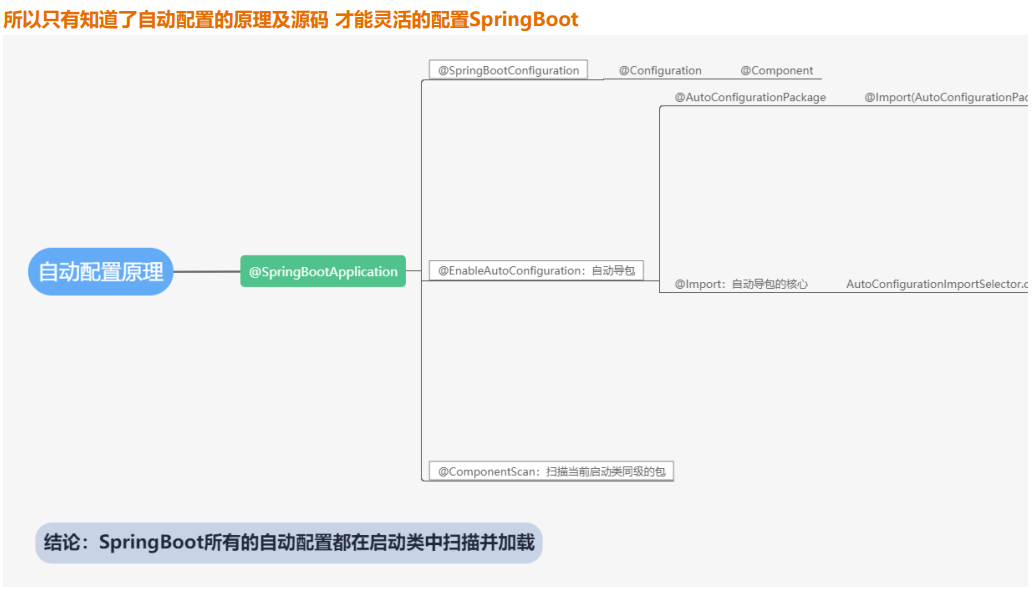 所以只有知道了自动配置的原理及源码 才能灵活的配置SpringBoot
@SpringBootConfiguration
@Configuration
@Component
@AutoConfigurationPackage
@Import(AutoConfigurationPac
自动配置原理
@SpringBootApplication
@EnableAutoConfiguration：自动导包
@Import：自动导包的核心
AutoConfigurationImportSelector.c
@ComponentScan：扫描当前启动类同级的包
结论：SpringBoot所有的自动配置都在启动类中扫描并加载